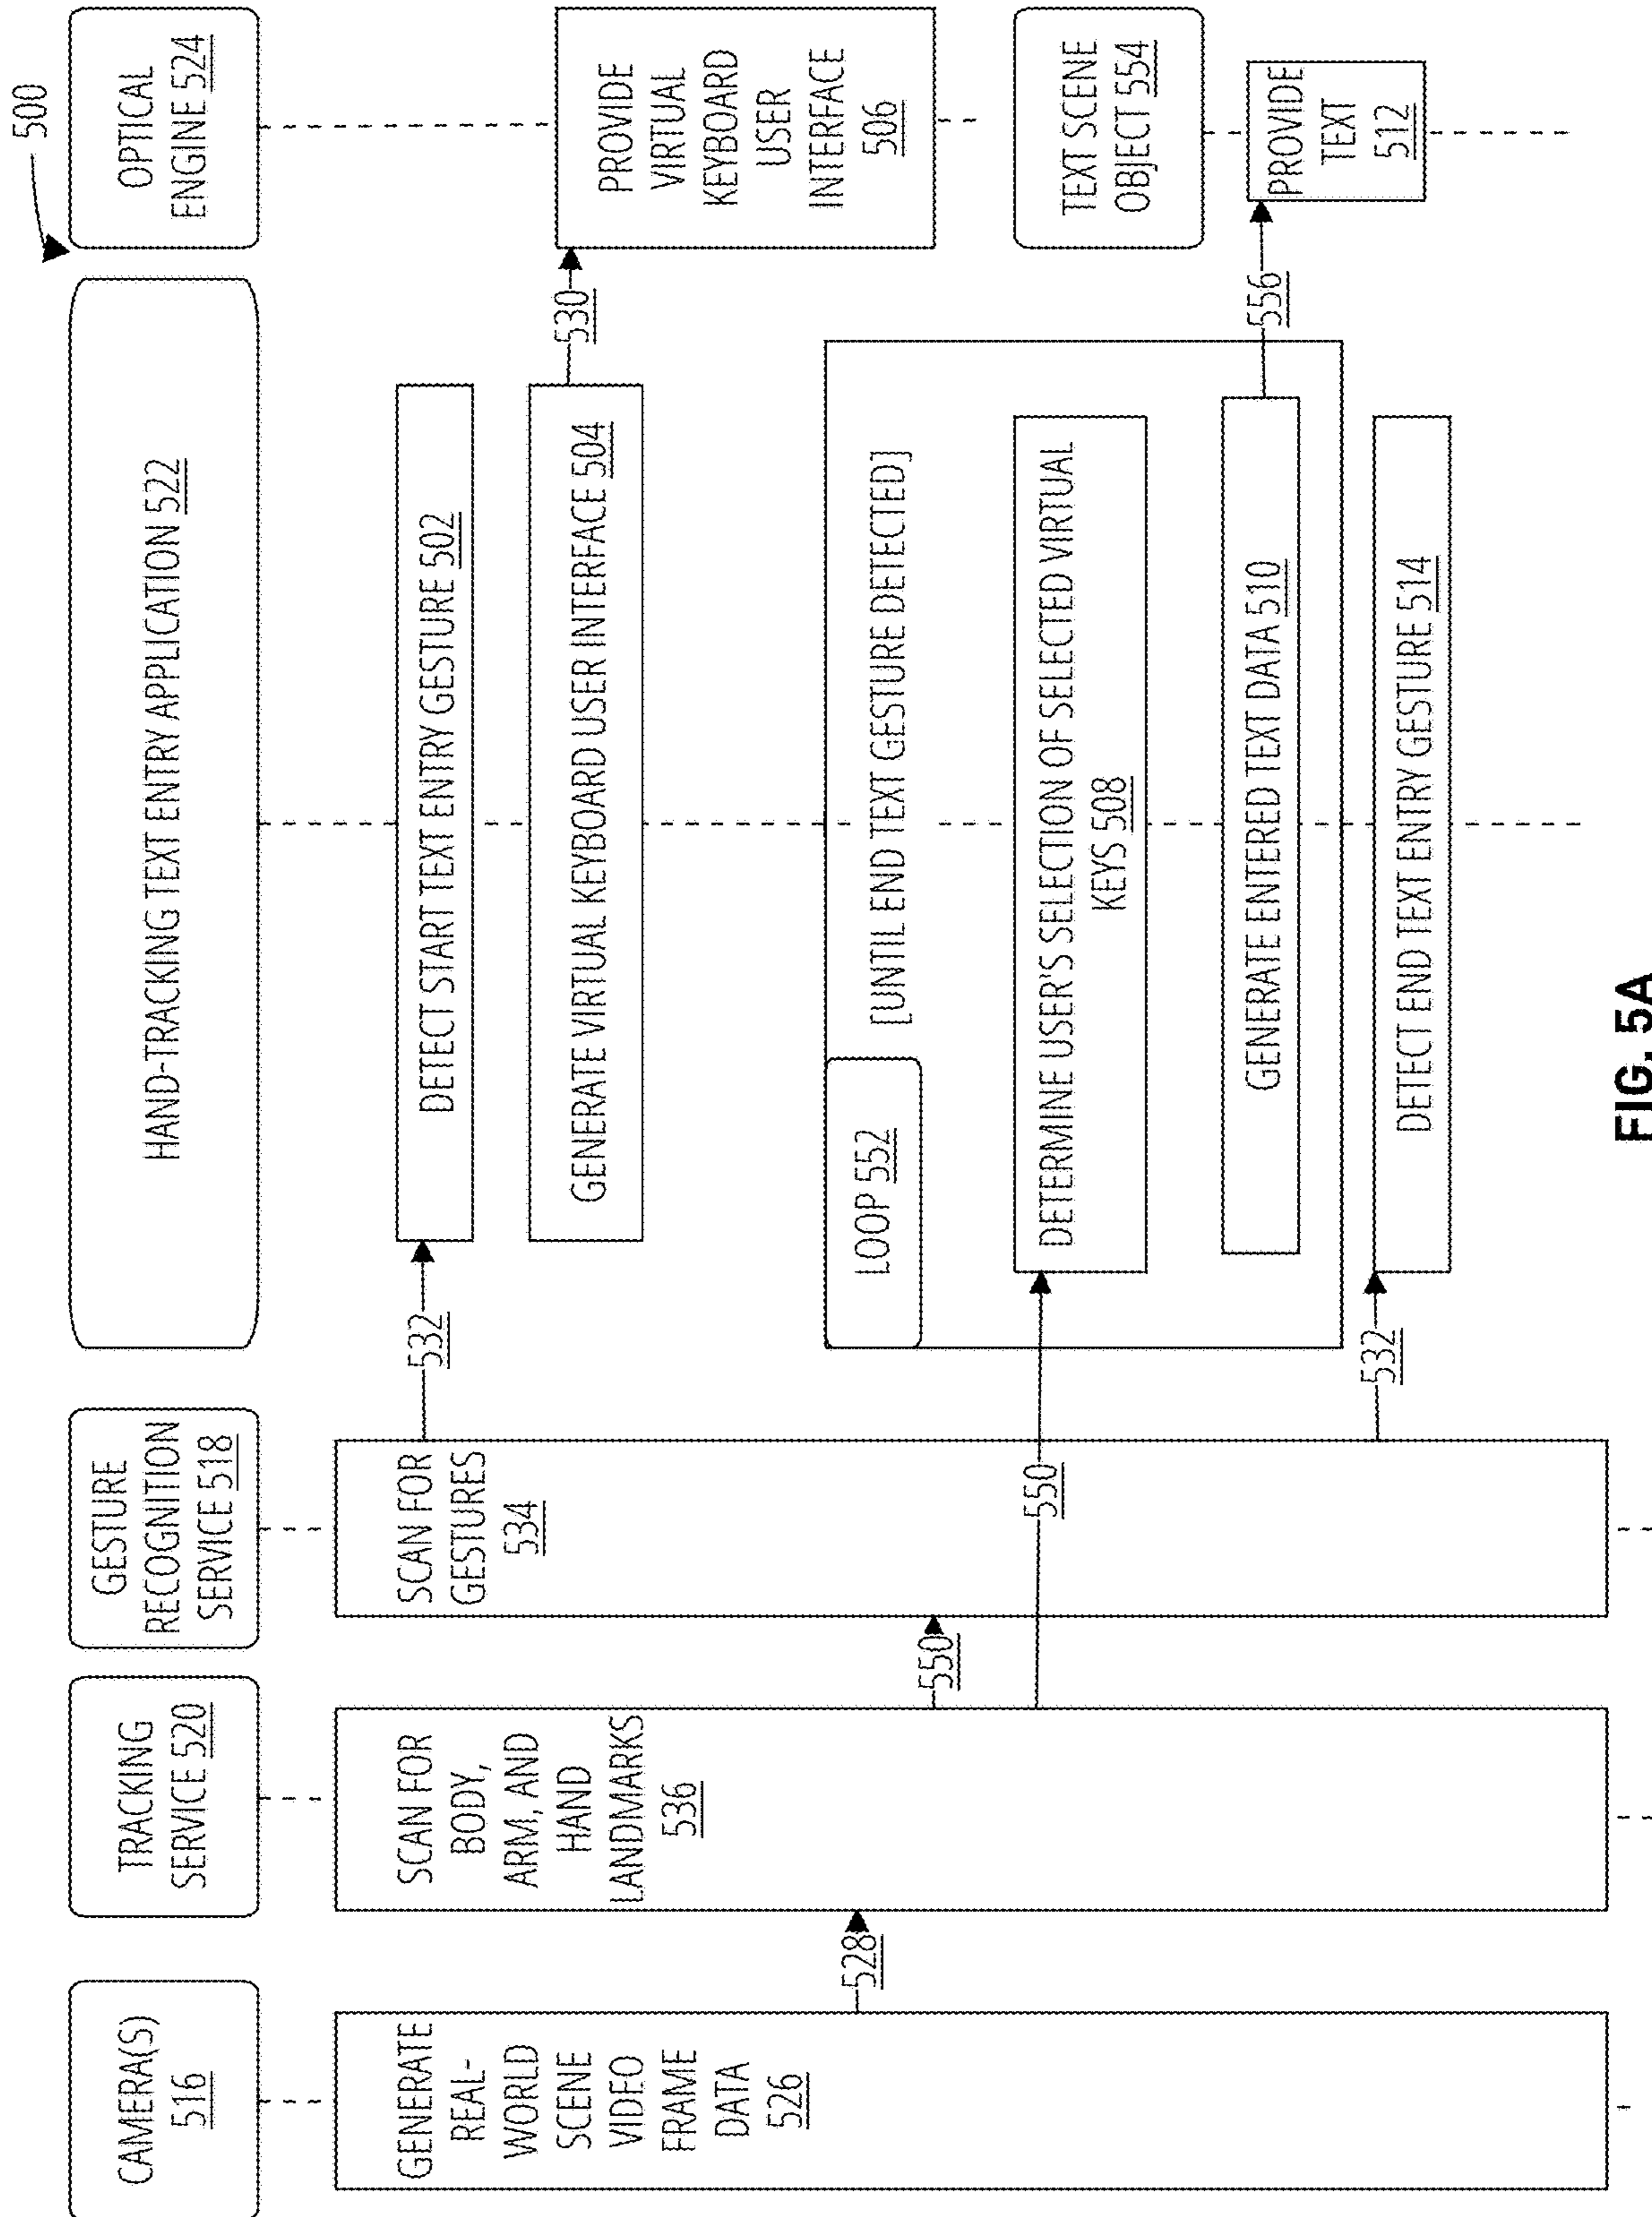 500
CAMERA(S)
516
TRACKING
SERVICE 520
GESTURE
RECOGNITION
SERVICE 518
HAND-TRACKING TEXT ENTRY APPLICATION 522
OPTICAL
ENGINE 524
GENERATE
REAL-
WORLD
SCENE
VIDEO
FRAME
DATA
526
528
SCAN FOR
BODY,
ARM, AND
HAND
LANDMARKS
536
550
550
SCAN FOR
GESTURES
534
532
DETECT START TEXT ENTRY GESTURE 502
GENERATE VIRTUAL KEYBOARD USER INTERFACE 504
530
PROVIDE
VIRTUAL
KEYBOARD
USER
INTERFACE
506
LOOP 552
[UNTIL END TEXT GESTURE DETECTED]
DETERMINE USER'S SELECTION OF SELECTED VIRTUAL
KEYS 508
TEXT SCENE
OBJECT 554
GENERATE ENTERED TEXT DATA 510
556
PROVIDE
TEXT
512
532
DETECT END TEXT ENTRY GESTURE 514
FIG. 5A